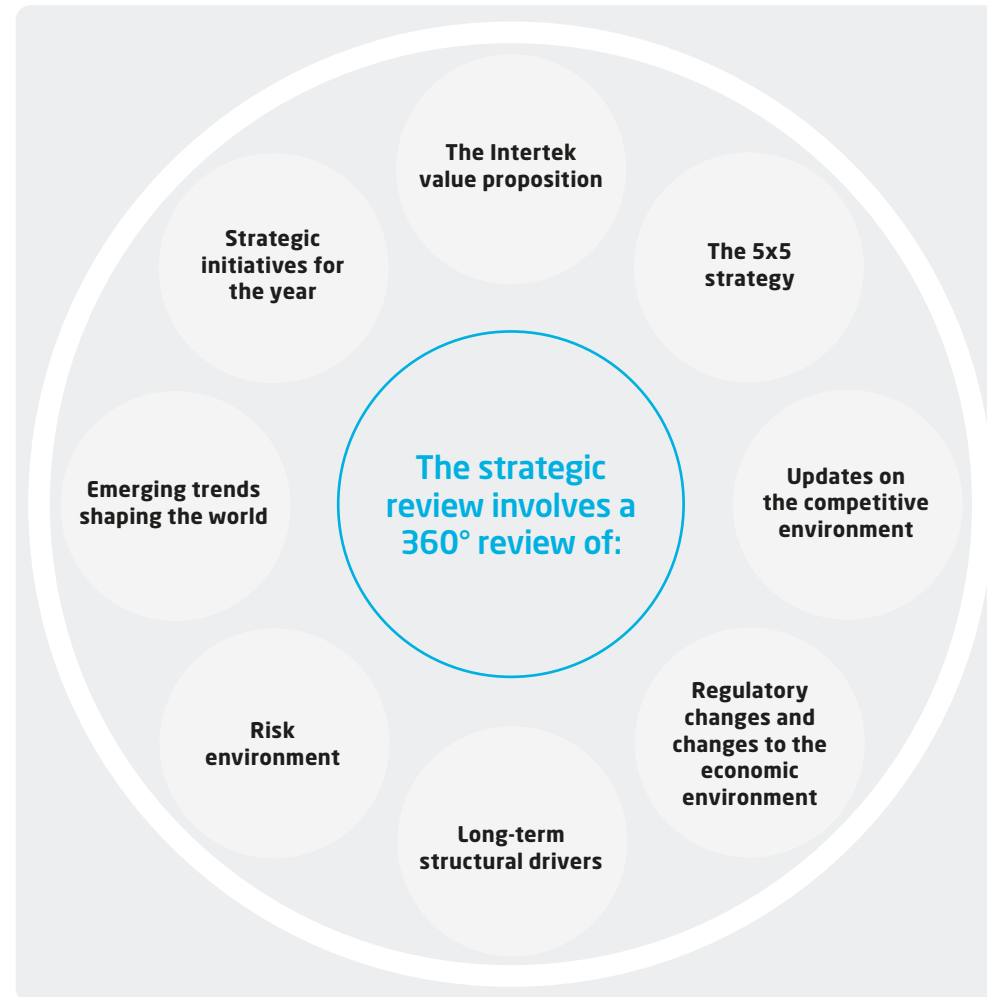 The Intertek
value proposition
The 5x5
strategy
Updates on
the competitive
environment
Regulatory
changes and
changes to the
economic
environment
Long-term
structural drivers
Risk
environment
Emerging trends
shaping the world
Strategic
initiatives for
the year
The strategic
review involves a
360° review of: